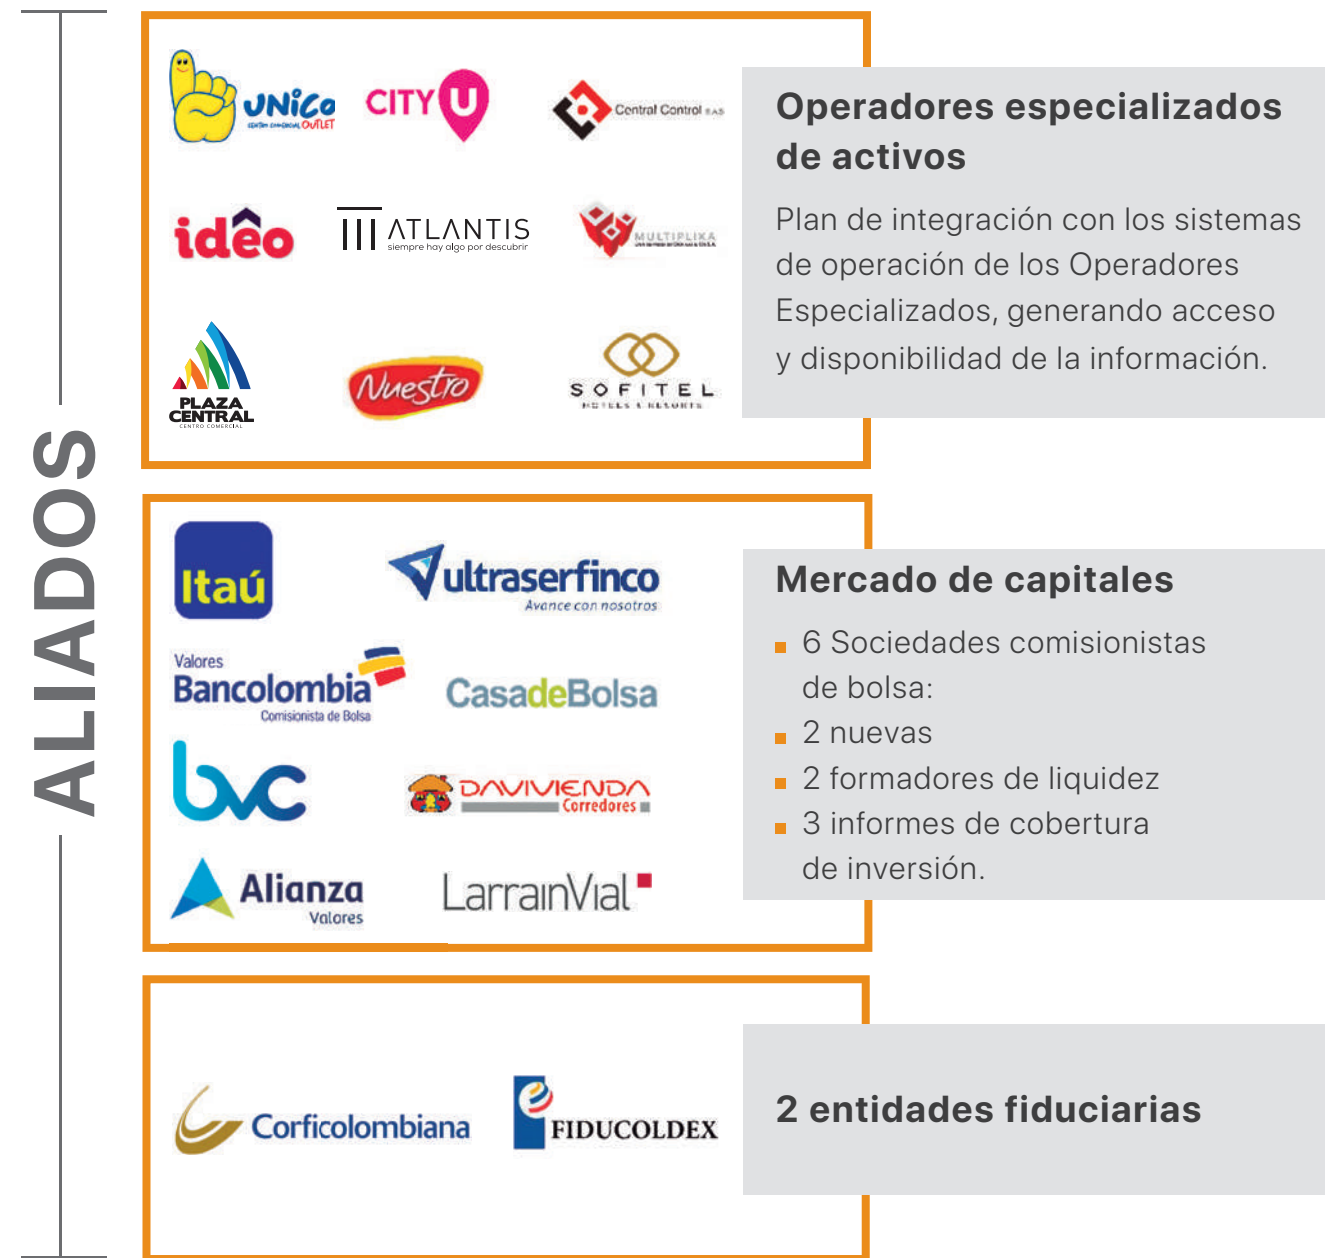 ALIADOS
UNiCo
CENTRO COMERCIAL OUTLET
CITY U
Central Control S.A.S
idêo
ATLANTIS
siempre hay algo por descubrir
MULTIPLIKA
PLAZA
CENTRAL
CENTRO COMERCIAL
Nuestro
SOFITEL
HOTELS & RESORTS
Operadores especializados
de activos
Plan de integración con los sistemas
de operación de los Operadores
Especializados, generando acceso
y disponibilidad de la información.
Itaú
ultraserfinco
Avance con nosotros
Valores
Bancolombia
Comisionista de Bolsa
CasadeBolsa
bvc
DAVIVIENDA
Corredores
Alianza
Valores
LarrainVial
Mercado de capitales
6 Sociedades comisionistas
de bolsa:
2 nuevas
2 formadores de liquidez
3 informes de cobertura
de inversión.
Corficolombiana
FIDUCOLDEX
2 entidades fiduciarias